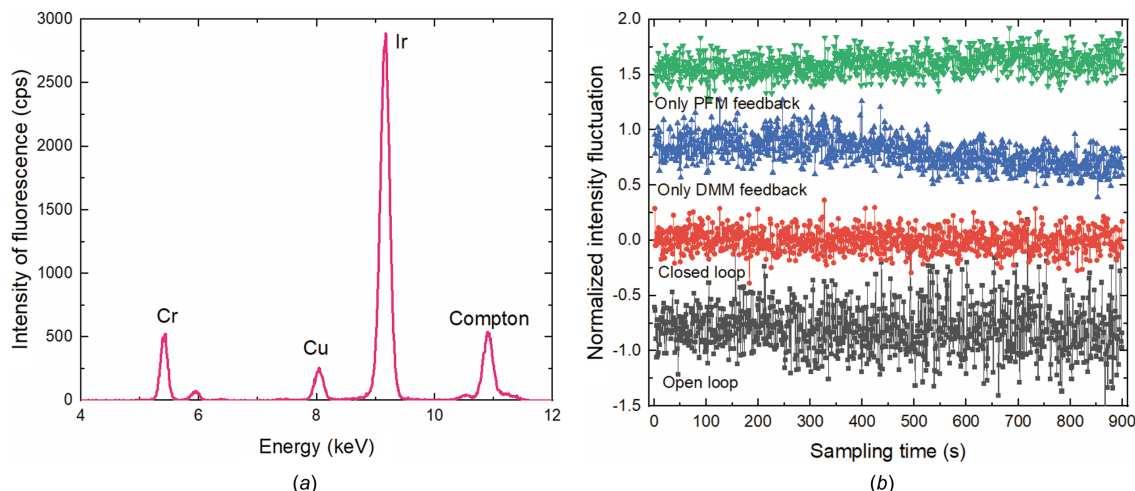 Intensity of fluorescence (cps)
3000
2500
2000
1500
1000
500
0
4
6
8
10
12
Energy (keV)
Cr
Cu
Ir
Compton
(a)
Normalized intensity fluctuation
2.0
1.5
1.0
0.5
0.0
-0.5
-1.0
-1.5
Only PFM feedback
Only DMM feedback
Closed loop
Open loop
0
100
200
300
400
500
600
700
800
900
Sampling time (s)
(b)